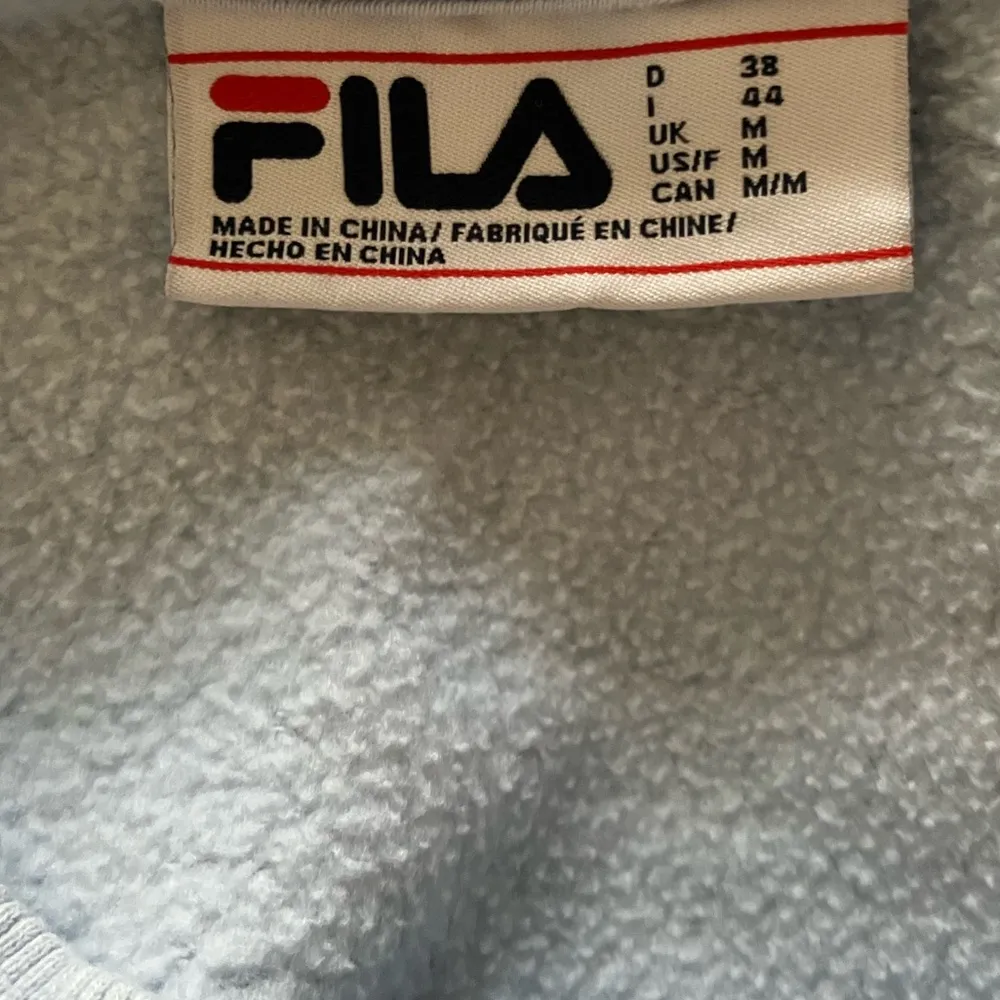 FILA
D 38
I 44
UK M
US/F M
CAN M/M
MADE IN CHINA/ FABRIQUÉ EN CHINE/
HECHO EN CHINA